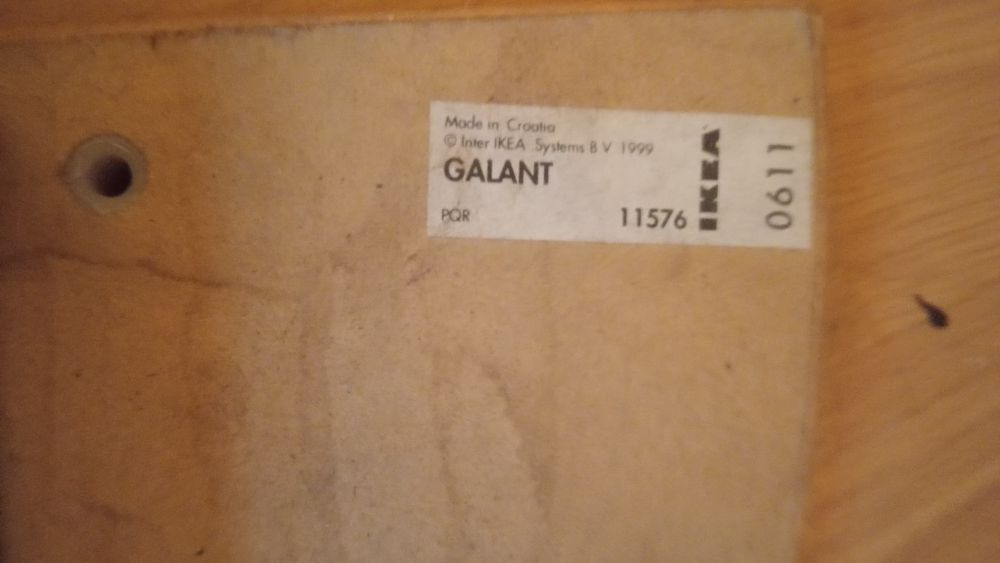 Made in Croatia
© Inter IKEA Systems B V 1999
GALANT
PQR
11576
IKEA
0611